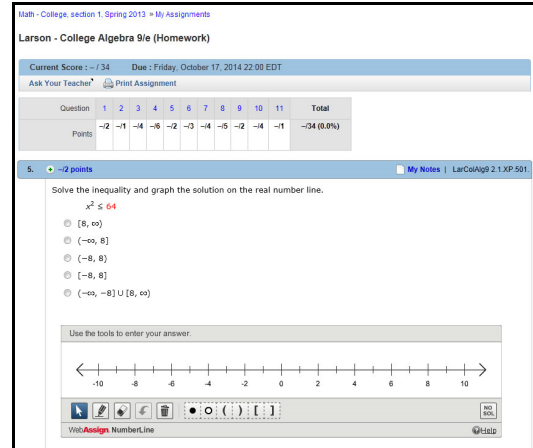 Math - College, section 1, Spring 2013 » My Assignments
Larson - College Algebra 9/e (Homework)
Current Score : – / 34 Due : Friday, October 17, 2014 22:00 EDT
Ask Your Teacher Print Assignment
Question 1 2 3 4 5 6 7 8 9 10 11 Total
Points –/2 –/1 –/4 –/6 –/2 –/3 –/4 –/5 –/2 –/4 –/1 –/34 (0.0%)
5. –/2 points My Notes | LarColAlg9 2.1.XP.501.
Solve the inequality and graph the solution on the real number line.
x² ≤ 64
[8, ∞)
(−∞, 8]
(−8, 8)
[−8, 8]
(−∞, −8] ∪ [8, ∞)
Use the tools to enter your answer.
-10 -8 -6 -4 -2 0 2 4 6 8 10
( ) [ ] NO SOL
WebAssign NumberLine Help